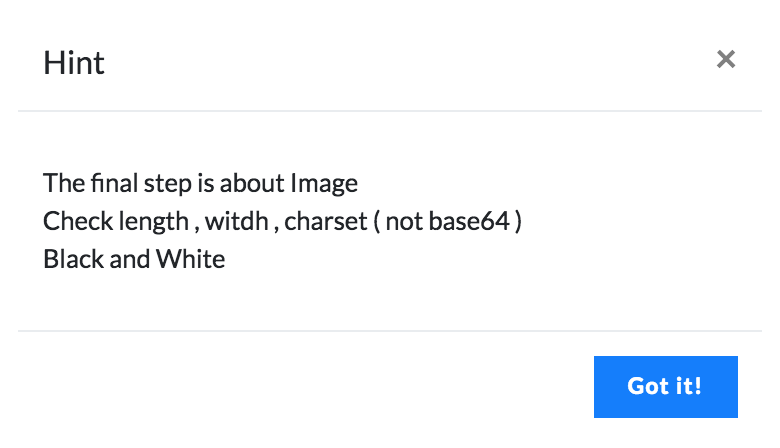 Hint
×
The final step is about Image
Check length , witdh , charset ( not base64 )
Black and White
Got it!